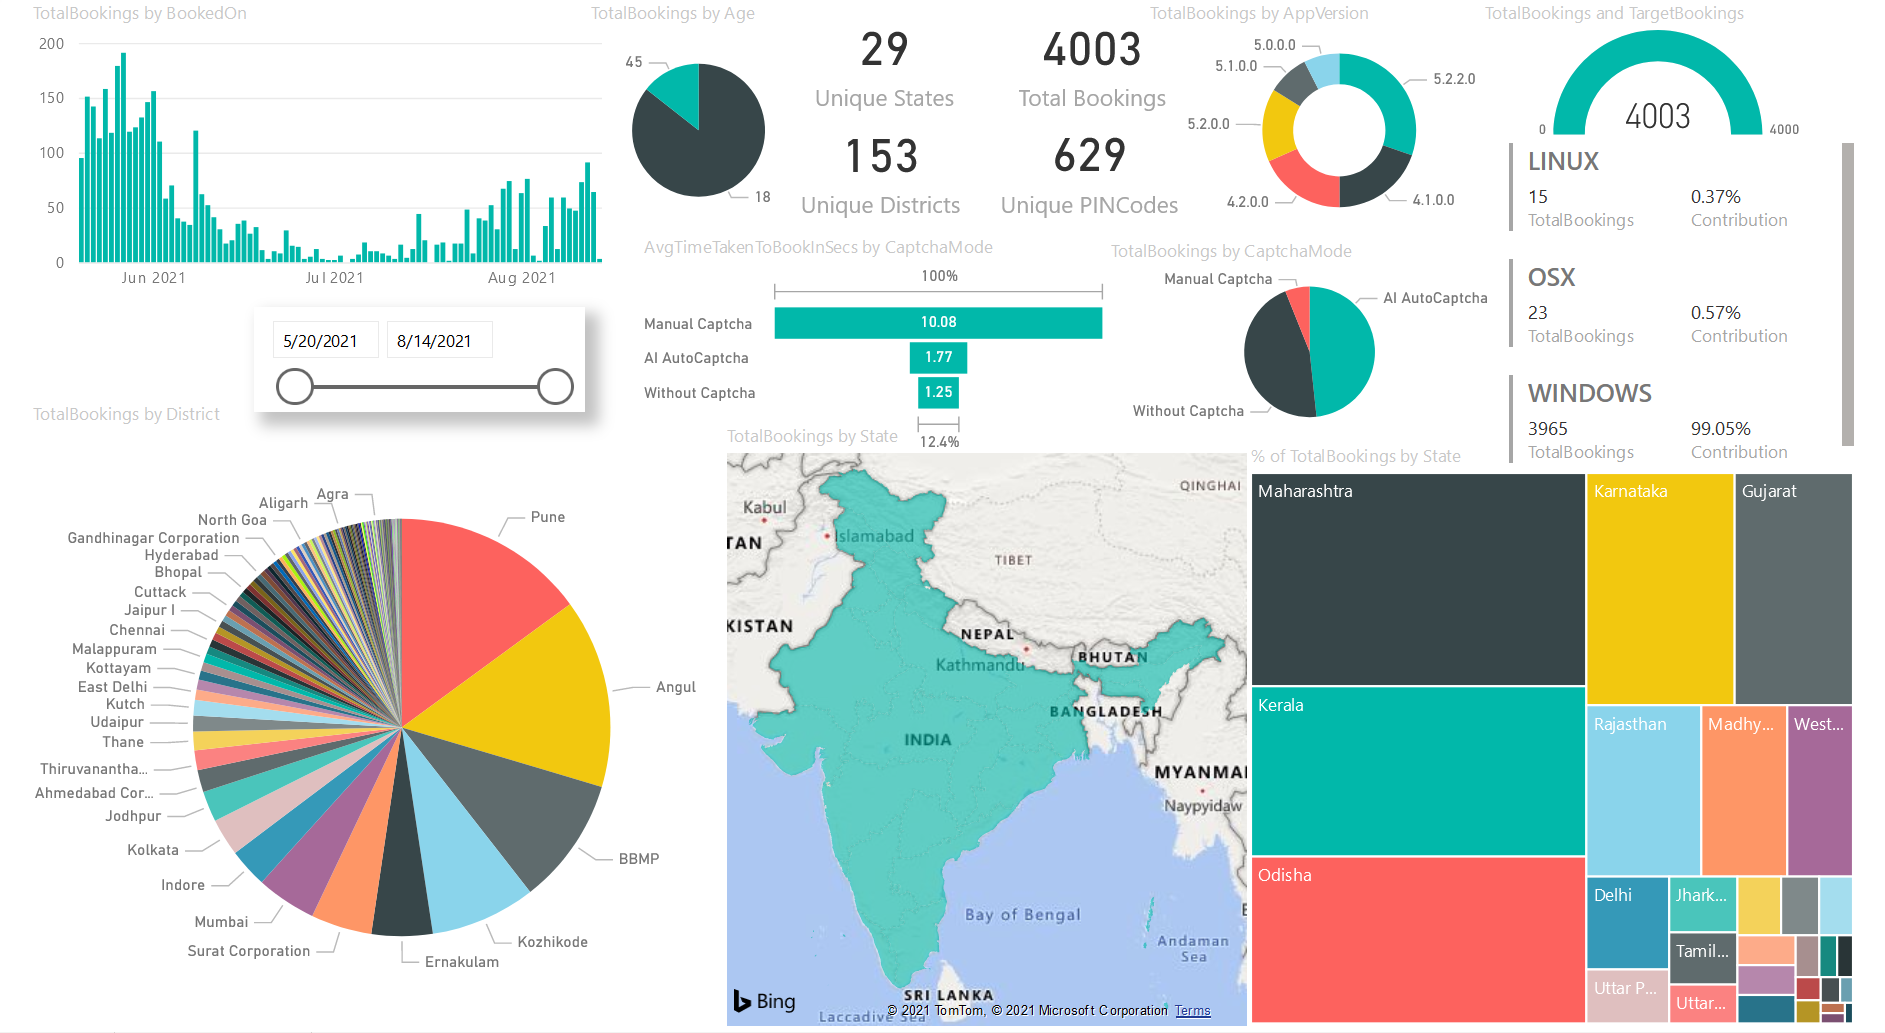 TotalBookings by BookedOn
200
150
100
50
0
Jun 2021
Jul 2021
Aug 2021
5/20/2021
8/14/2021
TotalBookings by Age
45
18
29
Unique States
4003
Total Bookings
153
Unique Districts
629
Unique PINCodes
TotalBookings by AppVersion
5.0.0.0
5.1.0.0
5.2.0.0
4.2.0.0
4.1.0.0
5.2.2.0
TotalBookings and TargetBookings
4003
0
4000
LINUX
15
0.37%
TotalBookings
Contribution
OSX
23
0.57%
TotalBookings
Contribution
WINDOWS
3965
99.05%
TotalBookings
Contribution
AvgTimeTakenToBookInSecs by CaptchaMode
100%
Manual Captcha
10.08
AI AutoCaptcha
1.77
Without Captcha
1.25
12.4%
TotalBookings by CaptchaMode
Manual Captcha
AI AutoCaptcha
Without Captcha
TotalBookings by District
Agra
Aligarh
North Goa
Gandhinagar Corporation
Hyderabad
Bhopal
Cuttack
Jaipur I
Chennai
Malappuram
Kottayam
East Delhi
Kutch
Udaipur
Thane
Thiruvanantha...
Ahmedabad Cor...
Jodhpur
Kolkata
Indore
Mumbai
Surat Corporation
Ernakulam
Kozhikode
BBMP
Angul
Pune
TotalBookings by State
QINGHAI
Kabul
Islamabad
TAN
TIBET
KISTAN
NEPAL
Kathmandu
BHUTAN
BANGLADESH
INDIA
MYANMAI
Naypyidaw
Bay of Bengal
Andaman
Sea
SRI LANKA
Laccadive Sea
Bing
© 2021 TomTom, © 2021 Microsoft Corporation Terms
% of TotalBookings by State
Maharashtra
Karnataka
Gujarat
Kerala
Rajasthan
Madhy...
West...
Odisha
Delhi
Jhark...
Tamil...
Uttar P...
Uttar...